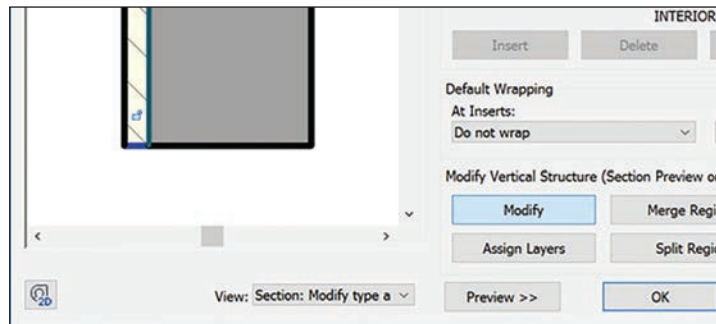 INTERIOR
Insert Delete
Default Wrapping
At Inserts:
Do not wrap
Modify Vertical Structure (Section Preview o
Modify Merge Regi
Assign Layers Split Regi
2D View: Section: Modify type a Preview >> OK